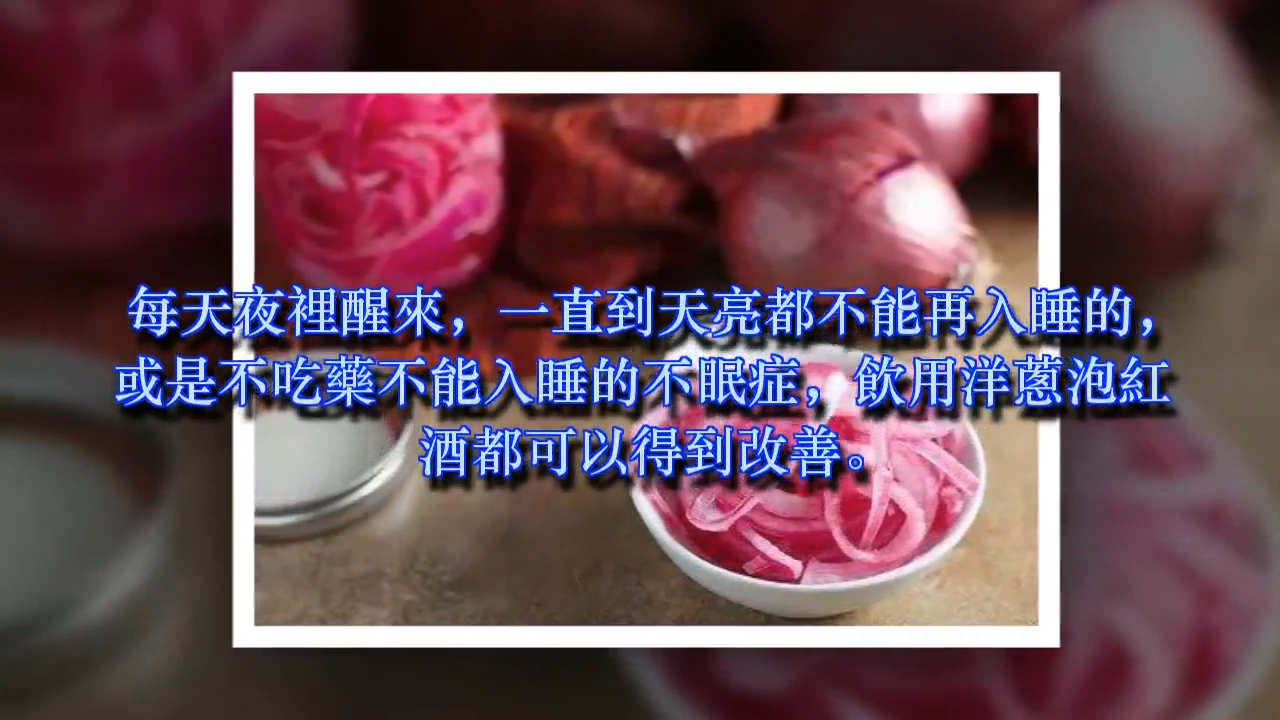 每天夜裡醒來，一直到天亮都不能再入睡的，
或是不吃藥不能入睡的不眠症，飲用洋蔥泡紅
酒都可以得到改善。